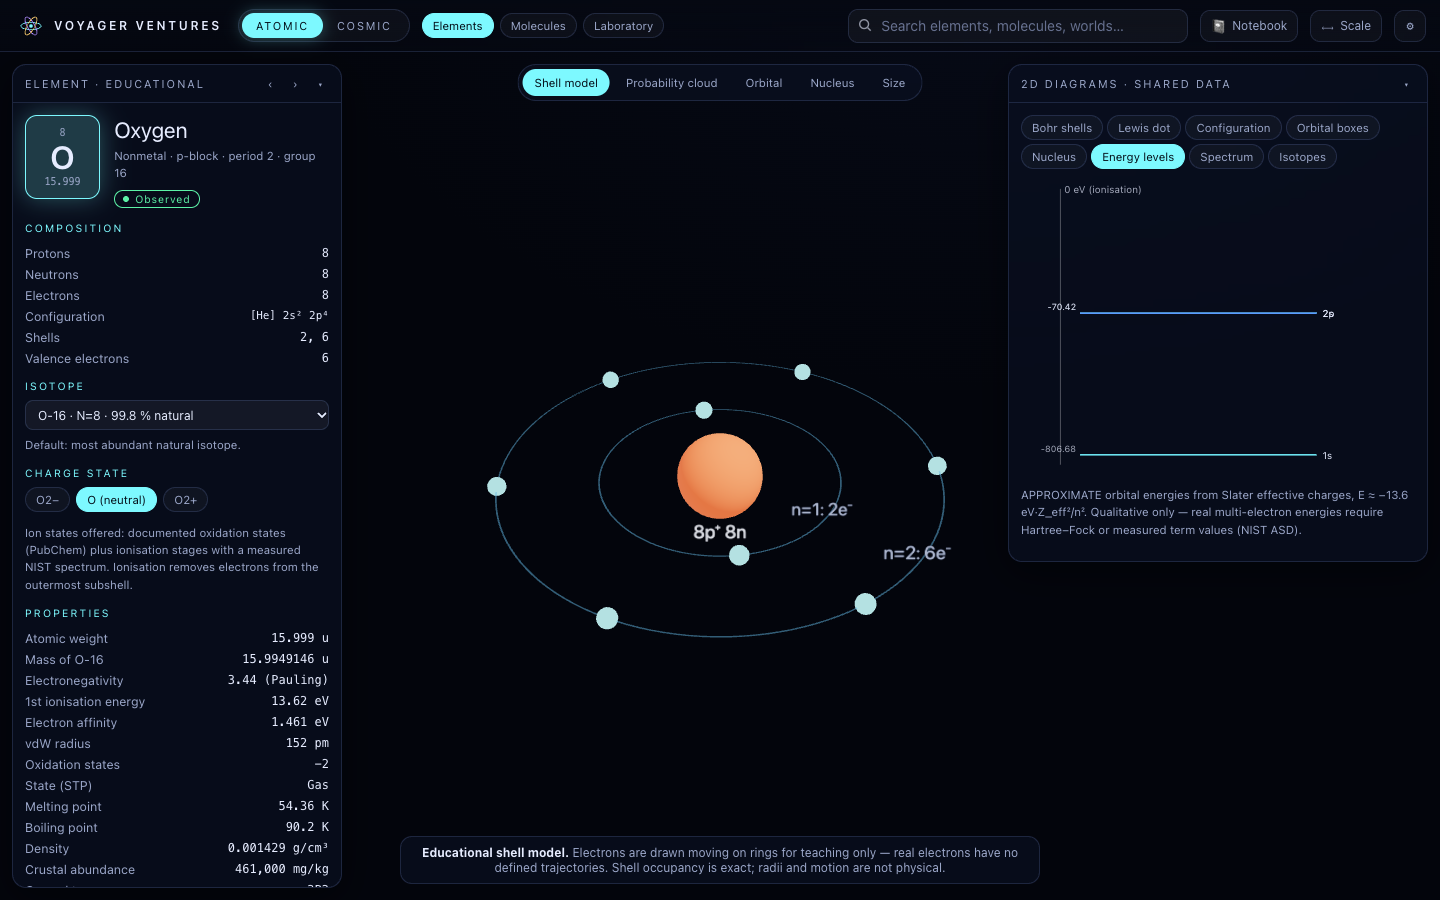 VOYAGER VENTURES
ATOMIC
COSMIC
Elements
Molecules
Laboratory
Search elements, molecules, worlds...
Notebook
Scale
ELEMENT · EDUCATIONAL
8
O
15.999
Oxygen
Nonmetal · p-block · period 2 · group
16
Observed
COMPOSITION
Protons 8
Neutrons 8
Electrons 8
Configuration [He] 2s² 2p⁴
Shells 2, 6
Valence electrons 6
ISOTOPE
O-16 · N=8 · 99.8 % natural
Default: most abundant natural isotope.
CHARGE STATE
O2−
O (neutral)
O2+
Ion states offered: documented oxidation states
(PubChem) plus ionisation stages with a measured
NIST spectrum. Ionisation removes electrons from the
outermost subshell.
PROPERTIES
Atomic weight 15.999 u
Mass of O-16 15.9949146 u
Electronegativity 3.44 (Pauling)
1st ionisation energy 13.62 eV
Electron affinity 1.461 eV
vdW radius 152 pm
Oxidation states −2
State (STP) Gas
Melting point 54.36 K
Boiling point 90.2 K
Density 0.001429 g/cm³
Crustal abundance 461,000 mg/kg
Shell model
Probability cloud
Orbital
Nucleus
Size
8p⁺ 8n
n=1: 2e⁻
n=2: 6e⁻
Educational shell model. Electrons are drawn moving on rings for teaching only — real electrons have no
defined trajectories. Shell occupancy is exact; radii and motion are not physical.
2D DIAGRAMS · SHARED DATA
Bohr shells
Lewis dot
Configuration
Orbital boxes
Nucleus
Energy levels
Spectrum
Isotopes
0 eV (ionisation)
-70.42
-806.68
1s
APPROXIMATE orbital energies from Slater effective charges, E ≈ −13.6
eV·Z_eff²/n². Qualitative only — real multi-electron energies require
Hartree–Fock or measured term values (NIST ASD).